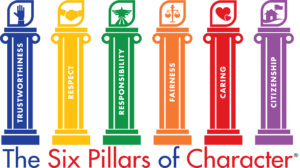 TRUSTWORTHINESS
RESPECT
RESPONSIBILITY
FAIRNESS
CARING
CITIZENSHIP
The Six Pillars of Character